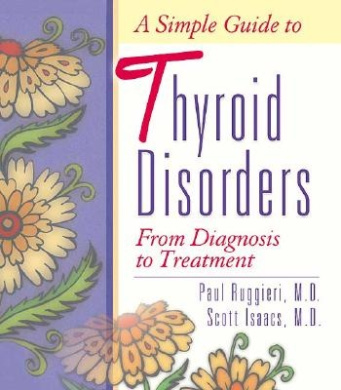 A Simple Guide to
Thyroid
Disorders
From Diagnosis
to Treatment
Paul Ruggieri, M.D.
Scott Isaacs, M.D.